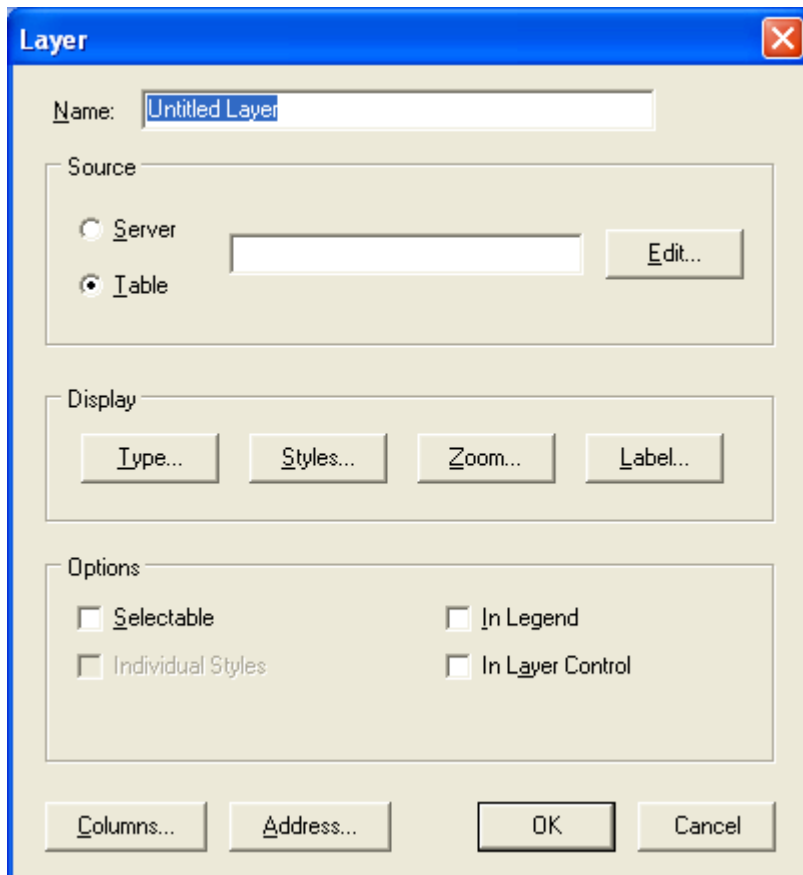 Layer
Name: Untitled Layer
Source
Server
Table
Edit...
Display
Type... Styles... Zoom... Label...
Options
Selectable In Legend
Individual Styles In Layer Control
Columns... Address... OK Cancel